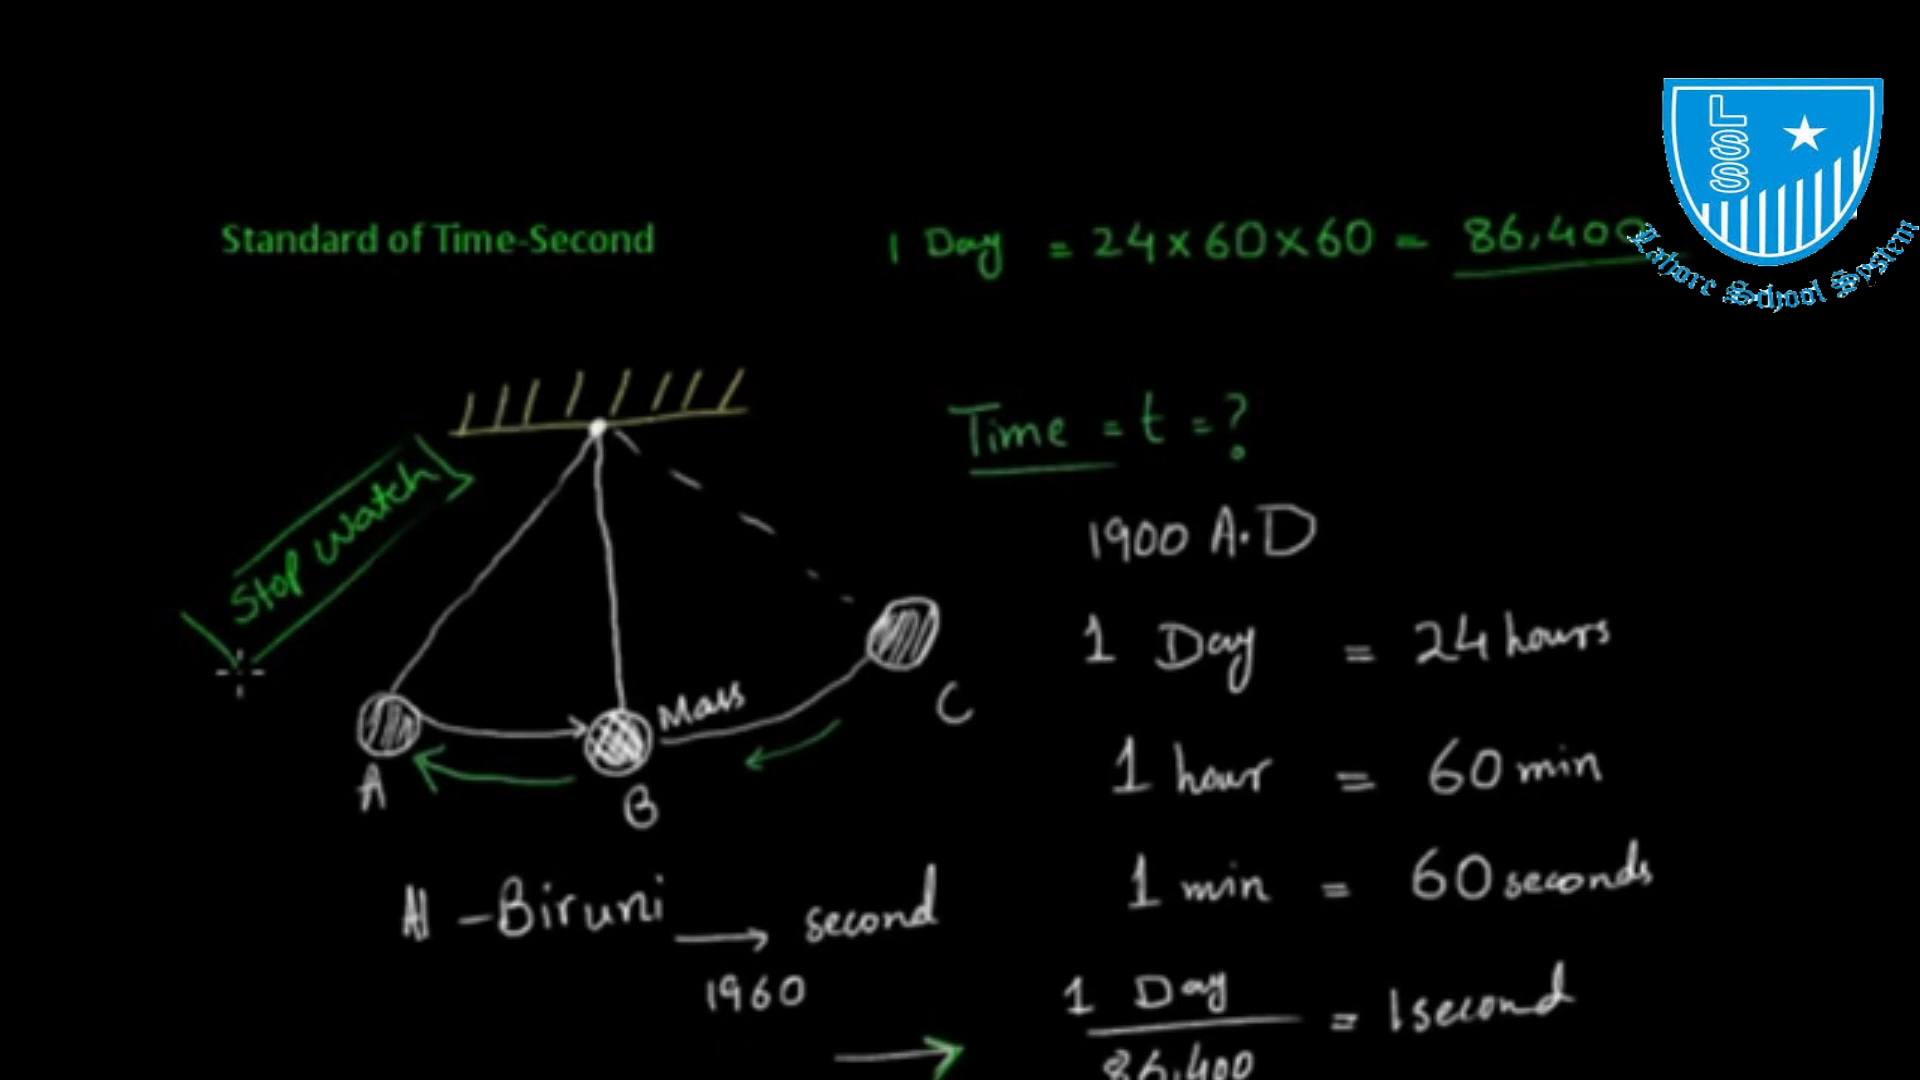 LSS
Lahore School System
Standard of Time-Second
1 Day = 24 x 60 x 60 = 86,400
Time = t = ?
Stop Watch
1900 A.D
1 Day = 24 hours
Mass
A
B
C
1 hour = 60 min
1 min = 60 seconds
Al-Biruni → second
1960
1 Day
= 1 second
→ 86,400